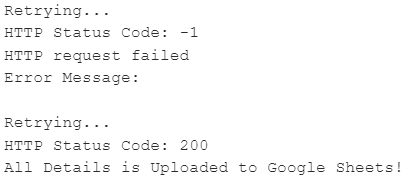 Retrying...
HTTP Status Code: -1
HTTP request failed
Error Message:
Retrying...
HTTP Status Code: 200
All Details is Uploaded to Google Sheets!